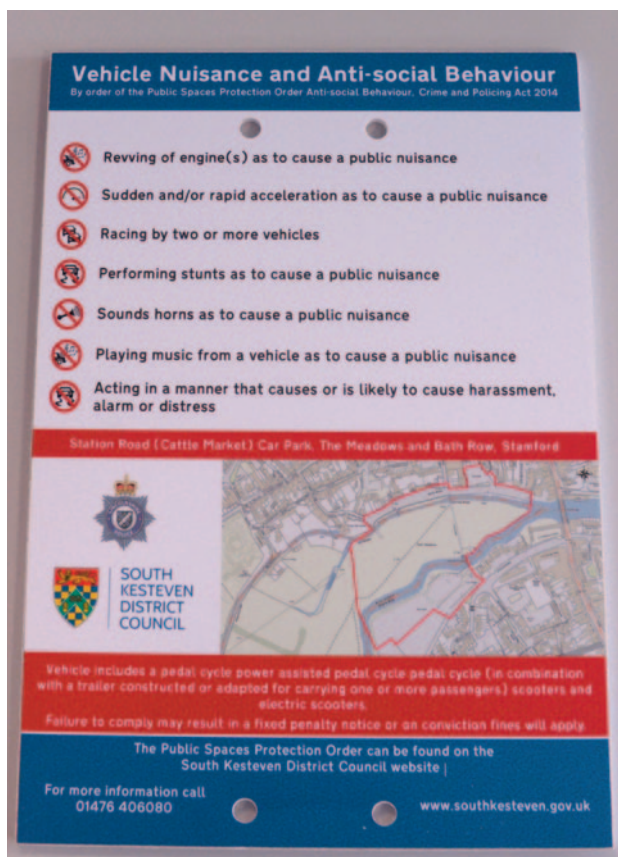 Vehicle Nuisance and Anti-social Behaviour
By order of the Public Spaces Protection Order Anti-social Behaviour, Crime and Policing Act 2014
Revving of engine(s) as to cause a public nuisance
Sudden and/or rapid acceleration as to cause a public nuisance
Racing by two or more vehicles
Performing stunts as to cause a public nuisance
Sounds horns as to cause a public nuisance
Playing music from a vehicle as to cause a public nuisance
Acting in a manner that causes or is likely to cause harassment,
alarm or distress
Station Road (Cattle Market) Car Park, The Meadows and Bath Row, Stamford
SOUTH
KESTEVEN
DISTRICT
COUNCIL
Vehicle includes a pedal cycle power assisted pedal cycle pedal cycle (in combination
with a trailer constructed or adapted for carrying one or more passengers) scooters and
electric scooters.
Failure to comply may result in a fixed penalty notice or on conviction fines will apply.
The Public Spaces Protection Order can be found on the
South Kesteven District Council website |
For more information call
01476 406080
www.southkesteven.gov.uk